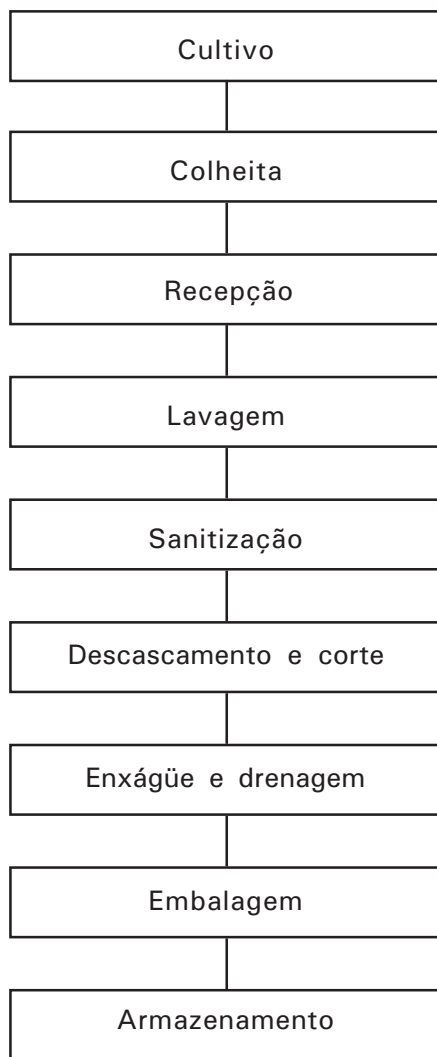 Cultivo
Colheita
Recepção
Lavagem
Sanitização
Descascamento e corte
Enxágüe e drenagem
Embalagem
Armazenamento